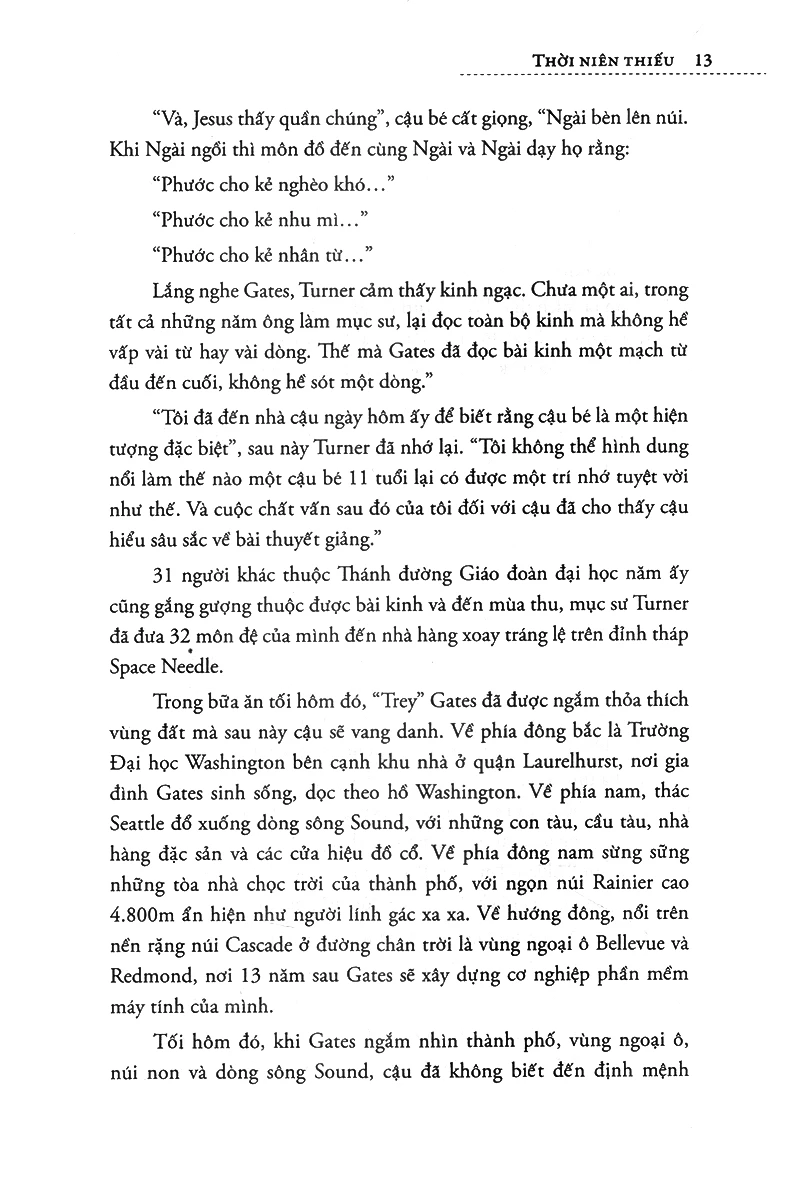 THỜI NIÊN THIẾU 13
“Và, Jesus thấy quần chúng”, cậu bé cất giọng, “Ngài bèn lên núi.
Khi Ngài ngồi thì môn đồ đến cùng Ngài và Ngài dạy họ rằng:
“Phước cho kẻ nghèo khó…”
“Phước cho kẻ nhu mì…”
“Phước cho kẻ nhân từ…”
Lắng nghe Gates, Turner cảm thấy kinh ngạc. Chưa một ai, trong
tất cả những năm ông làm mục sư, lại đọc toàn bộ kinh mà không hề
vấp vài từ hay vài dòng. Thế mà Gates đã đọc bài kinh một mạch từ
đầu đến cuối, không hề sót một dòng.”
“Tôi đã đến nhà cậu ngày hôm ấy để biết rằng cậu bé là một hiện
tượng đặc biệt”, sau này Turner đã nhớ lại. “Tôi không thể hình dung
nổi làm thế nào một cậu bé 11 tuổi lại có được một trí nhớ tuyệt vời
như thế. Và cuộc chất vấn sau đó của tôi đối với cậu đã cho thấy cậu
hiểu sâu sắc về bài thuyết giảng.”
31 người khác thuộc Thánh đường Giáo đoàn đại học năm ấy
cũng gắng gượng thuộc được bài kinh và đến mùa thu, mục sư Turner
đã đưa 32 môn đệ của mình đến nhà hàng xoay tráng lệ trên đỉnh tháp
Space Needle.
Trong bữa ăn tối hôm đó, “Trey” Gates đã được ngắm thỏa thích
vùng đất mà sau này cậu sẽ vang danh. Về phía đông bắc là Trường
Đại học Washington bên cạnh khu nhà ở quận Laurelhurst, nơi gia
đình Gates sinh sống, dọc theo hồ Washington. Về phía nam, thác
Seattle đổ xuống dòng sông Sound, với những con tàu, cầu tàu, nhà
hàng đặc sản và các cửa hiệu đồ cổ. Về phía đông nam sừng sững
những tòa nhà chọc trời của thành phố, với ngọn núi Rainier cao
4.800m ẩn hiện như người lính gác xa xa. Về hướng đông, nổi trên
nền rặng núi Cascade ở đường chân trời là vùng ngoại ô Bellevue và
Redmond, nơi 13 năm sau Gates sẽ xây dựng cơ nghiệp phần mềm
máy tính của mình.
Tối hôm đó, khi Gates ngắm nhìn thành phố, vùng ngoại ô,
núi non và dòng sông Sound, cậu đã không biết đến định mệnh